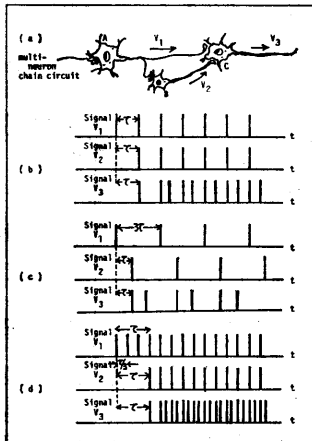 (a)
A V₁ C V₃
multi-
neuron
chain circuit
B V₂
Signal
V₁ τ t
Signal
V₂ τ t
(b)
Signal
V₃ τ t
Signal
V₁ 3τ t
Signal
V₂ τ t
(c)
Signal
V₃ τ t
Signal
V₁ τ t
Signal
V₂ τ t
(d)
Signal
V₃ τ t